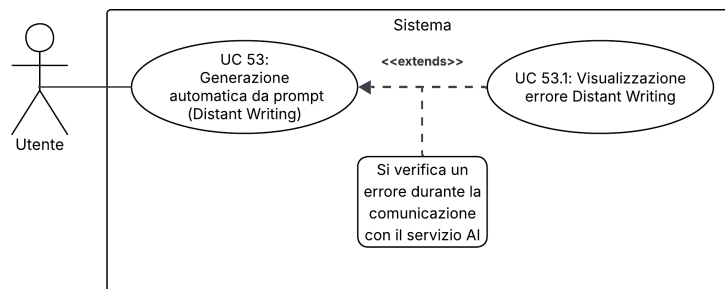 Sistema
UC 53:
Generazione
automatica da prompt
(Distant Writing)
<<extends>>
UC 53.1: Visualizzazione
errore Distant Writing
Utente
Si verifica un
errore durante la
comunicazione
con il servizio AI